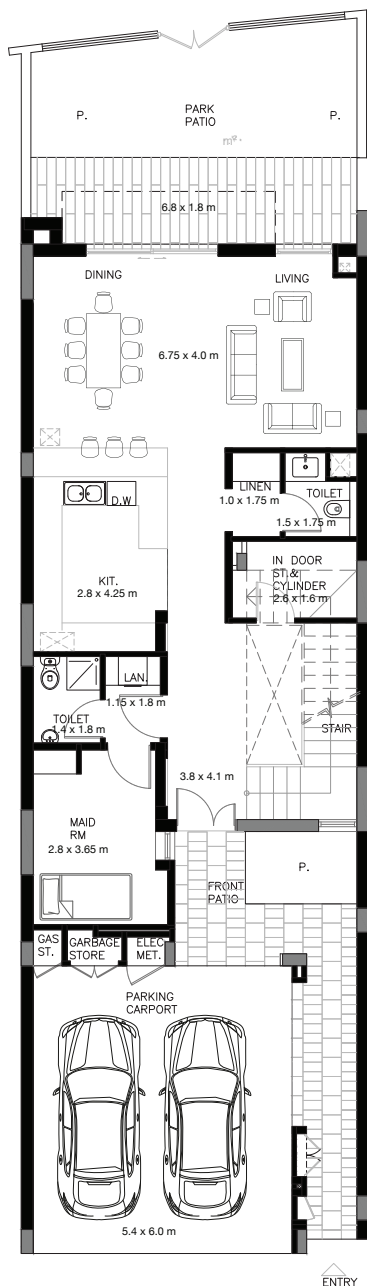 PARK
PATIO
P.
P.
m².
6.8 x 1.8 m
DINING
LIVING
6.75 x 4.0 m
D.W
LINEN
1.0 x 1.75 m
TOILET
1.5 x 1.75 m
KIT.
2.8 x 4.25 m
IN DOOR
ST.&
CYLINDER
2.6 x 1.6 m
LAN.
1.15 x 1.8 m
TOILET
1.4 x 1.8 m
STAIR
3.8 x 4.1 m
MAID
RM
2.8 x 3.65 m
P.
FRONT
PATIO
GAS
ST.
GARBAGE
STORE
ELEC
MET.
PARKING
CARPORT
5.4 x 6.0 m
ENTRY